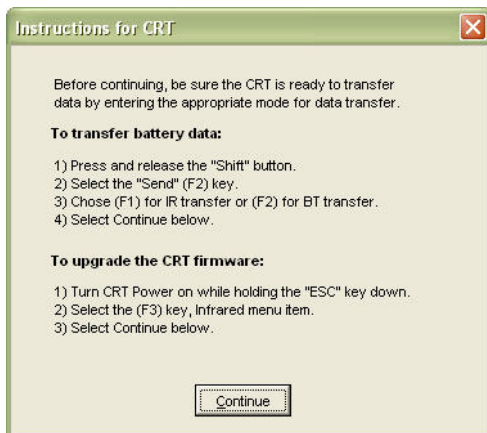 Instructions for CRT
Before continuing, be sure the CRT is ready to transfer
data by entering the appropriate mode for data transfer.
To transfer battery data:
1) Press and release the "Shift" button.
2) Select the "Send" (F2) key.
3) Chose (F1) for IR transfer or (F2) for BT transfer.
4) Select Continue below.
To upgrade the CRT firmware:
1) Turn CRT Power on while holding the "ESC" key down.
2) Select the (F3) key, Infrared menu item.
3) Select Continue below.
Continue